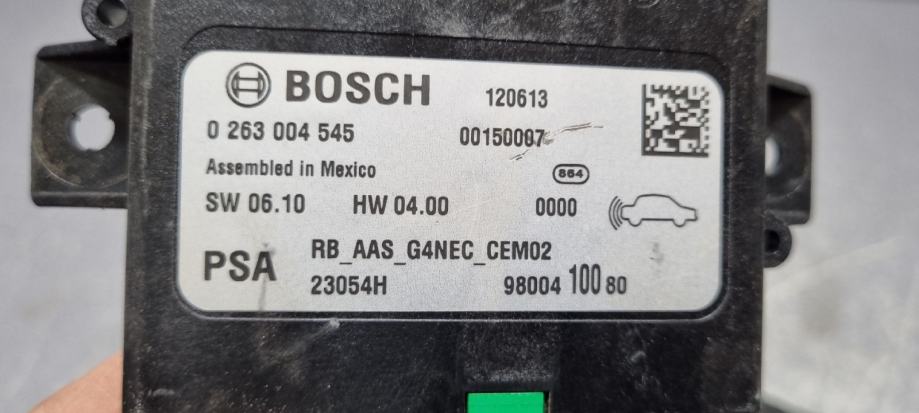 BOSCH 120613
0 263 004 545 00150007
Assembled in Mexico 864
SW 06.10 HW 04.00 0000
PSA RB_AAS_G4NEC_CEM02
23054H 98004 100 80